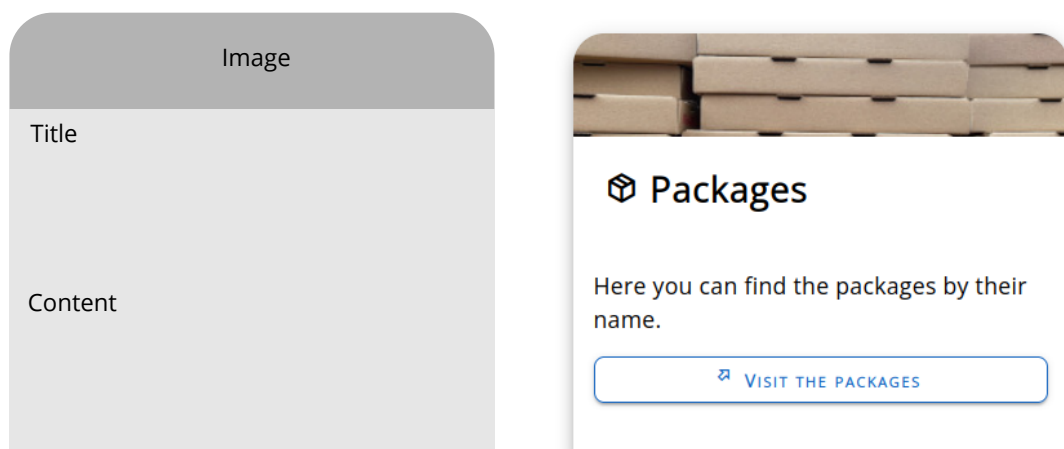 Image
Title
Content
Packages
Here you can find the packages by their
name.
Visit the packages